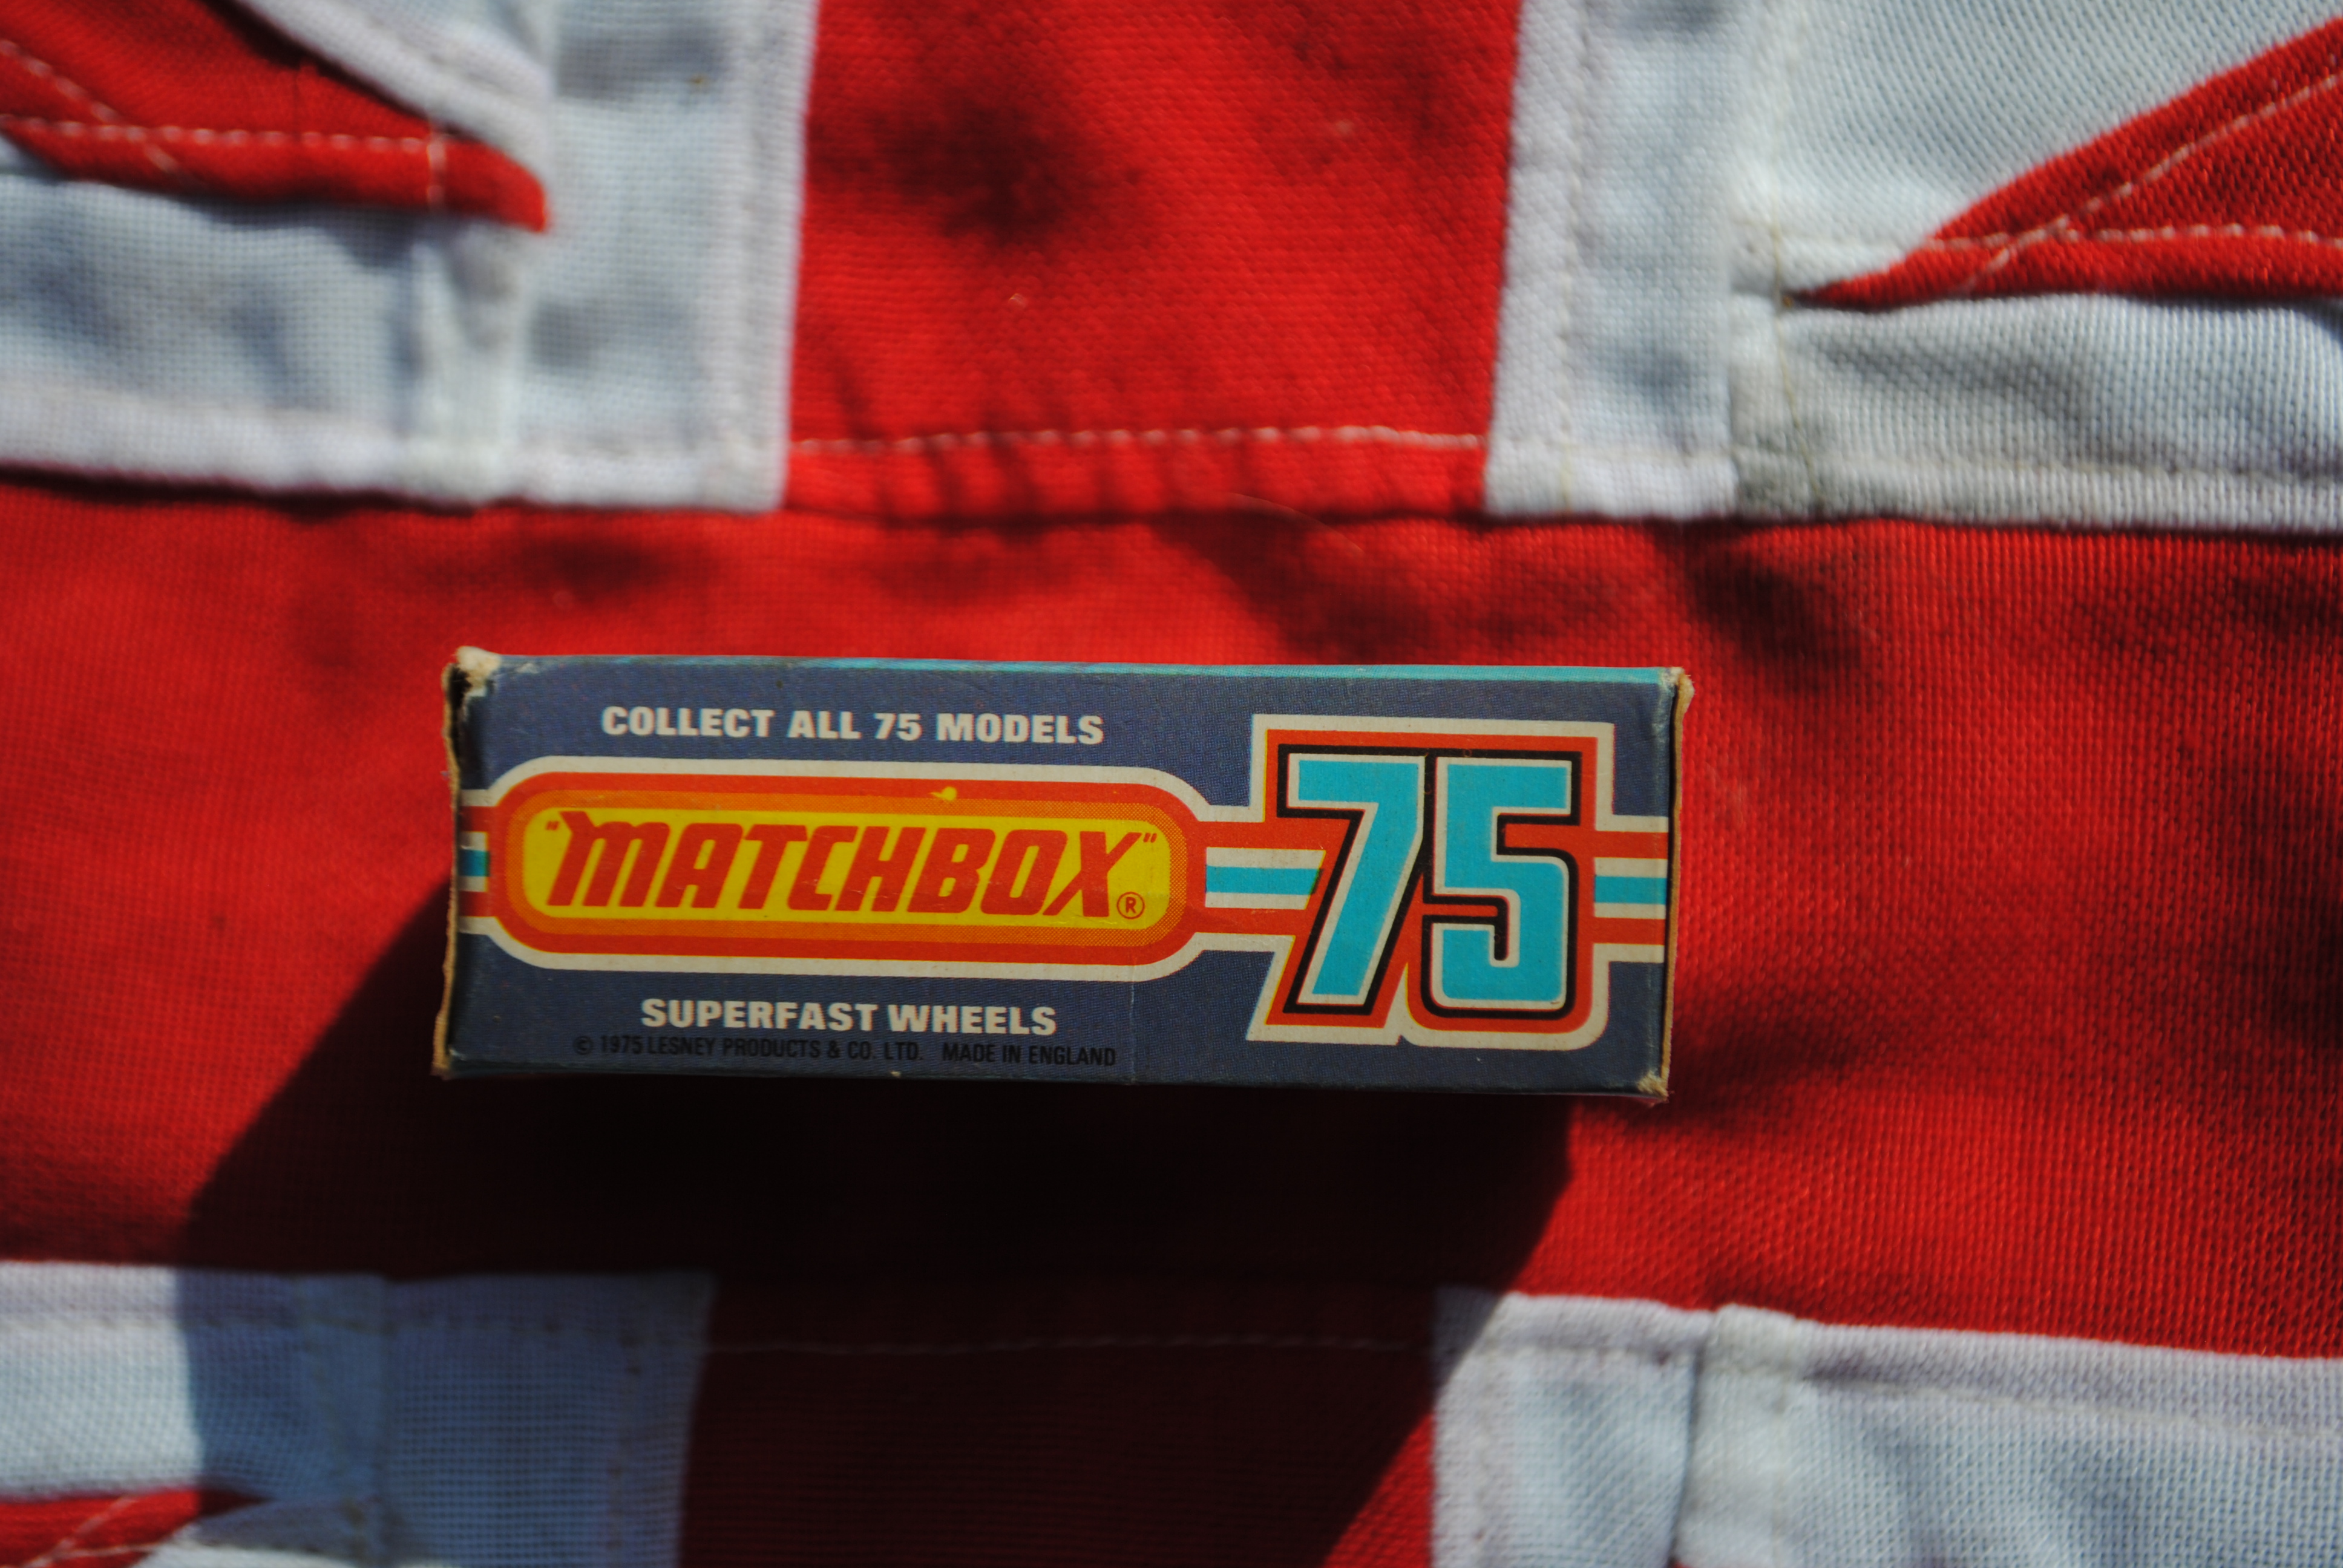 COLLECT ALL 75 MODELS
"MATCHBOX"® 75
SUPERFAST WHEELS
© 1975 LESNEY PRODUCTS & CO. LTD. MADE IN ENGLAND